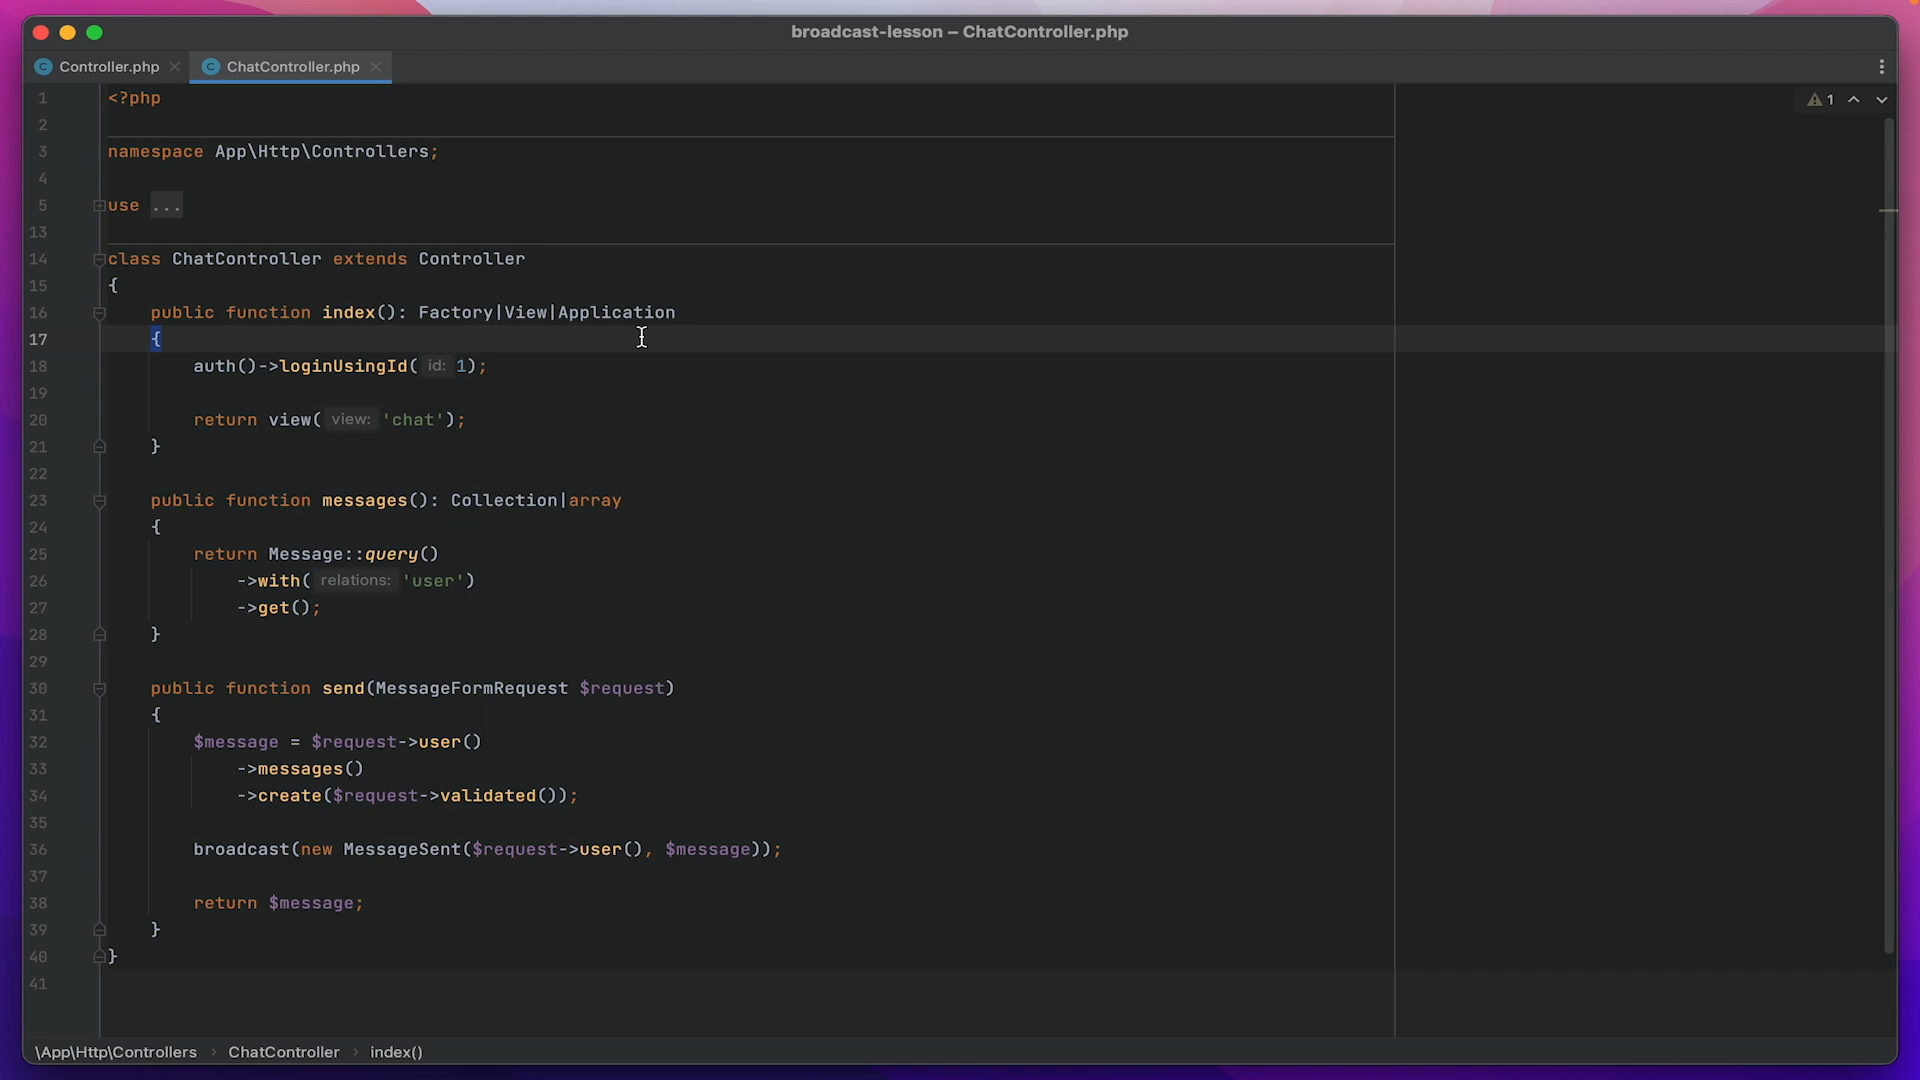 broadcast-lesson – ChatController.php
Controller.php
ChatController.php
1
1 <?php
2
3 namespace App\Http\Controllers;
4
5 use ...
13
14 class ChatController extends Controller
15 {
16 public function index(): Factory|View|Application
17 {
18 auth()->loginUsingId( id: 1);
19
20 return view( view: 'chat');
21 }
22
23 public function messages(): Collection|array
24 {
25 return Message::query()
26 ->with( relations: 'user')
27 ->get();
28 }
29
30 public function send(MessageFormRequest $request)
31 {
32 $message = $request->user()
33 ->messages()
34 ->create($request->validated());
35
36 broadcast(new MessageSent($request->user(), $message));
37
38 return $message;
39 }
40 }
41
\App\Http\Controllers › ChatController › index()